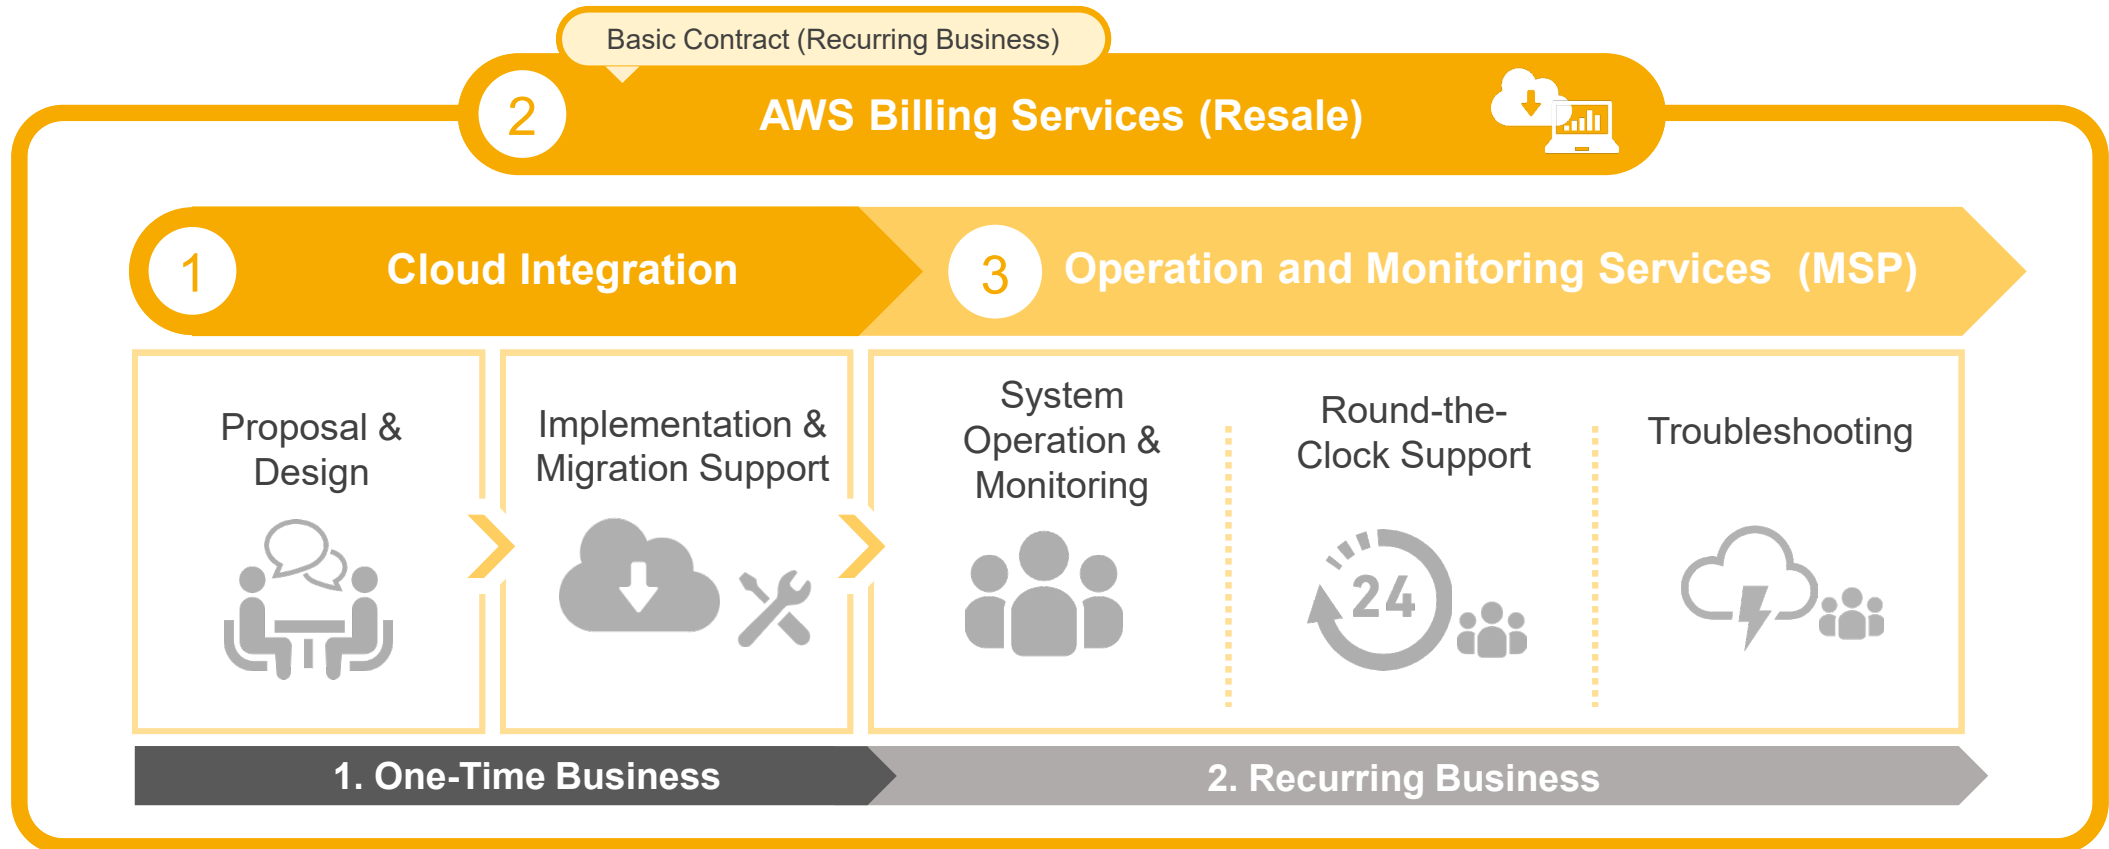 Basic Contract (Recurring Business)
2
AWS Billing Services (Resale)
1
Cloud Integration
3
Operation and Monitoring Services (MSP)
Proposal &
Design
Implementation &
Migration Support
System
Operation &
Monitoring
Round-the-
Clock Support
24
Troubleshooting
1. One-Time Business
2. Recurring Business